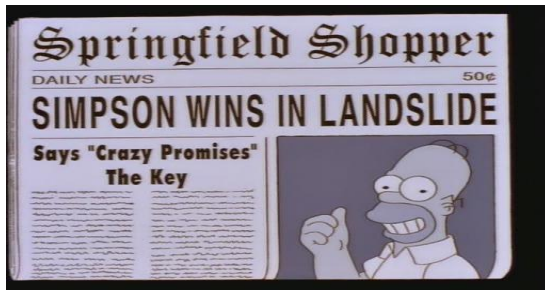 Springfield Shopper
DAILY NEWS 50¢
SIMPSON WINS IN LANDSLIDE
Says "Crazy Promises"
The Key